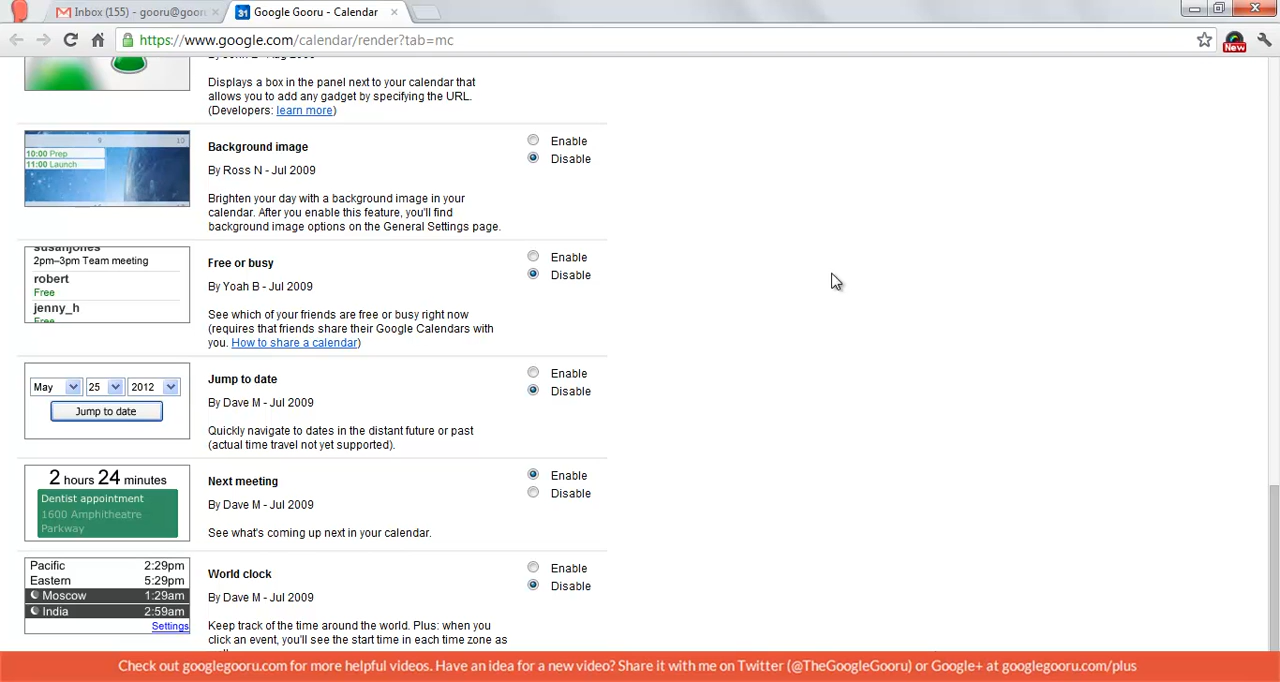 Inbox (155) - gooru@goor
31 Google Gooru - Calendar
https://www.google.com/calendar/render?tab=mc
New
Displays a box in the panel next to your calendar that
allows you to add any gadget by specifying the URL.
(Developers: learn more)
9 10
10:00 Prep
11:00 Launch
Background image
By Ross N - Jul 2009
Brighten your day with a background image in your
calendar. After you enable this feature, you'll find
background image options on the General Settings page.
Enable
Disable
susanjones
2pm–3pm Team meeting
robert
Free
jenny_h
Free
Free or busy
By Yoah B - Jul 2009
See which of your friends are free or busy right now
(requires that friends share their Google Calendars with
you. How to share a calendar)
Enable
Disable
May 25 2012
Jump to date
Jump to date
By Dave M - Jul 2009
Quickly navigate to dates in the distant future or past
(actual time travel not yet supported).
Enable
Disable
2 hours 24 minutes
Dentist appointment
1600 Amphitheatre
Parkway
Next meeting
By Dave M - Jul 2009
See what's coming up next in your calendar.
Enable
Disable
Pacific 2:29pm
Eastern 5:29pm
Moscow 1:29am
India 2:59am
Settings
World clock
By Dave M - Jul 2009
Keep track of the time around the world. Plus: when you
click an event, you'll see the start time in each time zone as
Enable
Disable
Check out googlegooru.com for more helpful videos. Have an idea for a new video? Share it with me on Twitter (@TheGoogleGooru) or Google+ at googlegooru.com/plus